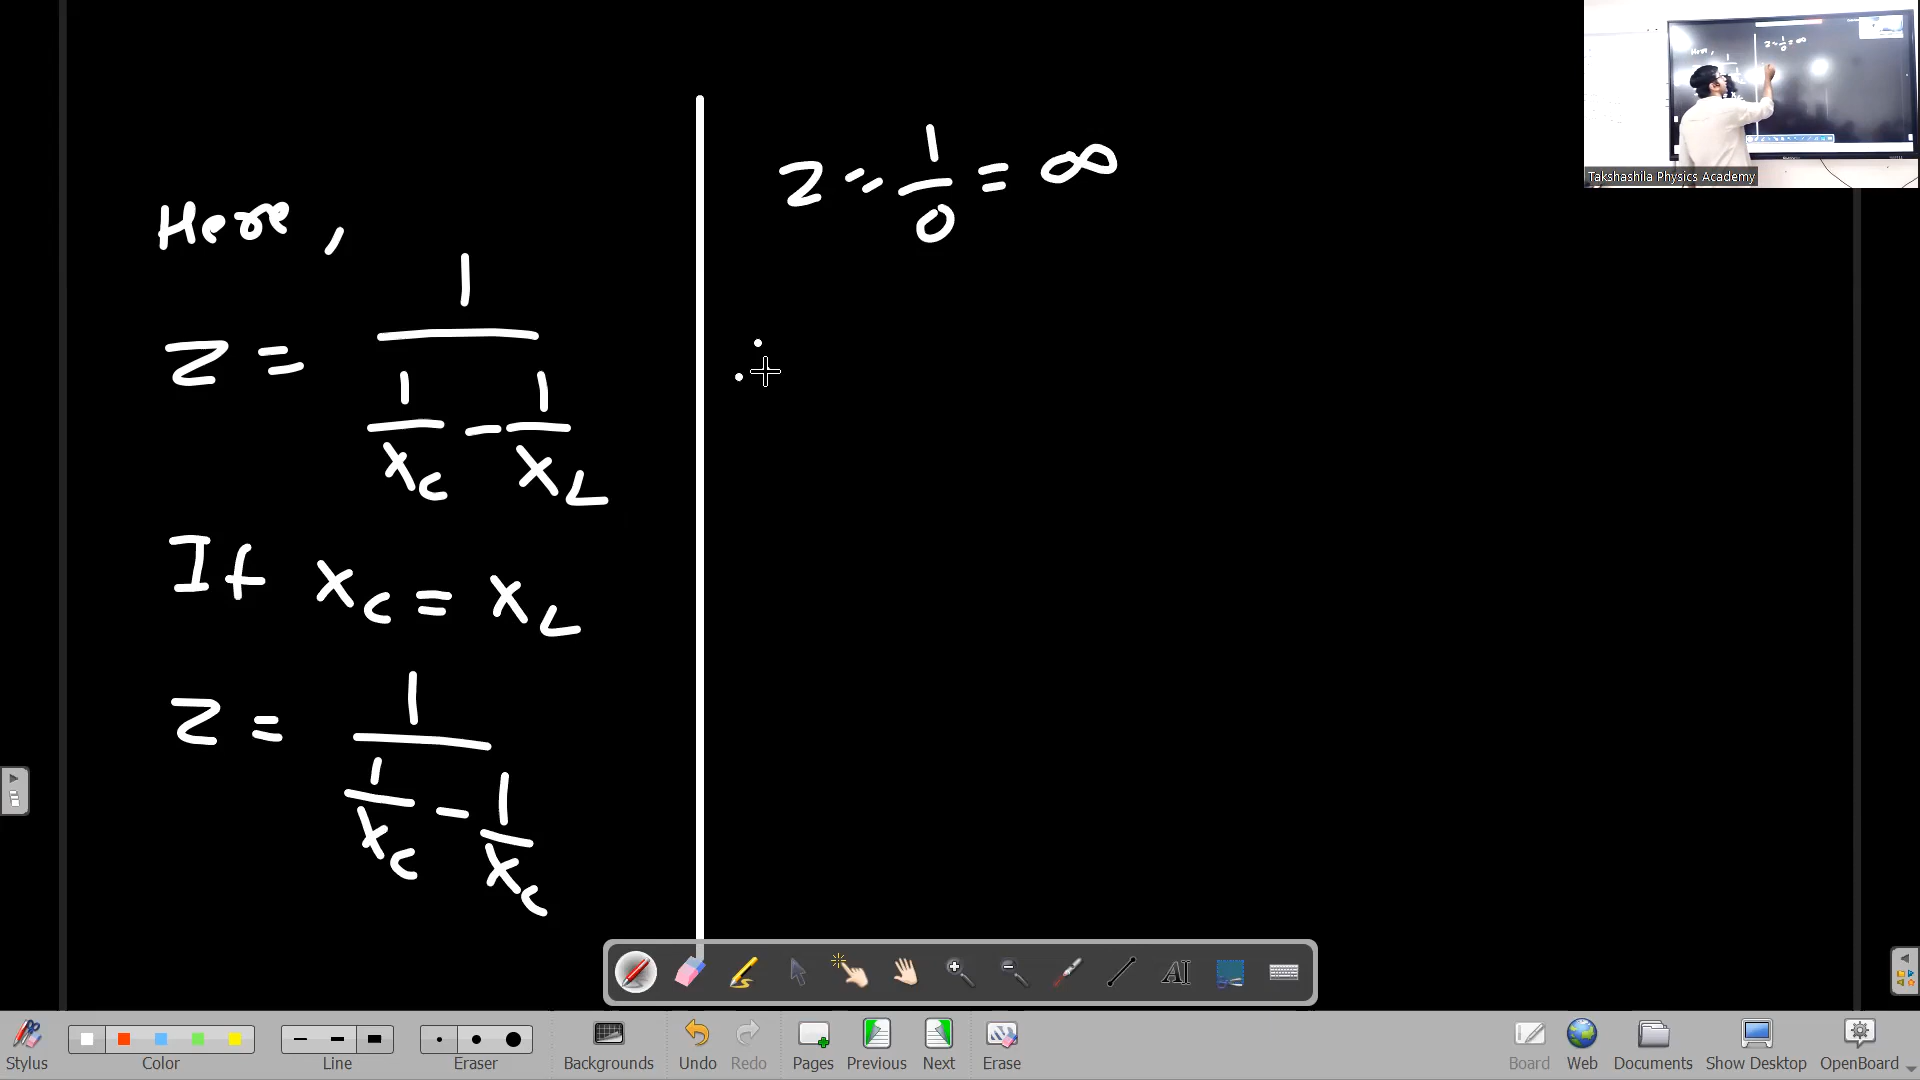 Here,
Z = 1 / (1/Xc - 1/XL)
If Xc = XL
Z = 1 / (1/Xc - 1/Xc)
Z = 1/0 = ∞
Takshashila Physics Academy
Stylus
Color
Line
Eraser
Backgrounds
Undo
Redo
Pages
Previous
Next
Erase
Board
Web
Documents
Show Desktop
OpenBoard